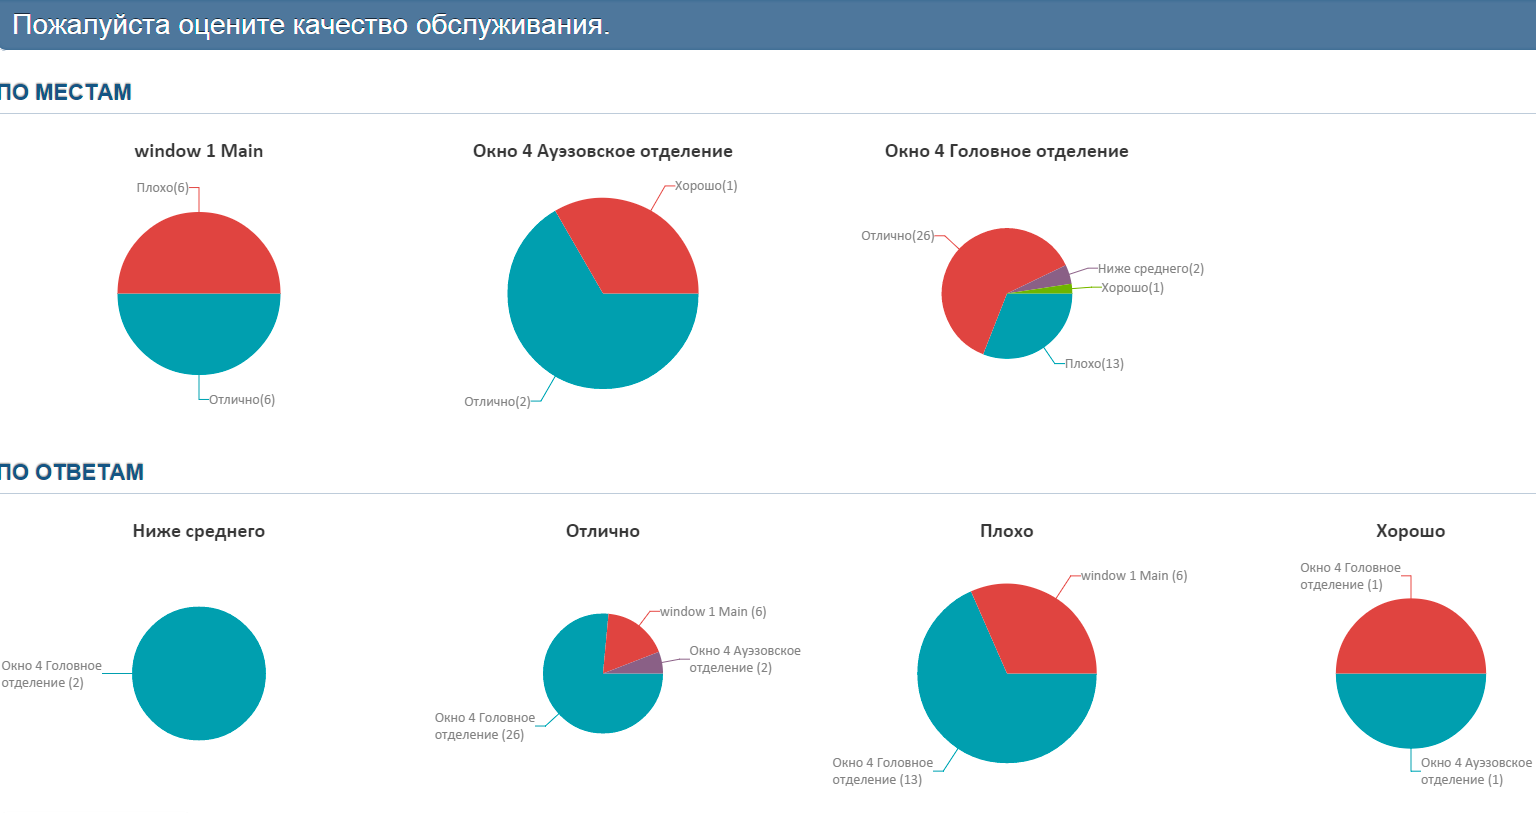 Пожалуйста оцените качество обслуживания.
ПО МЕСТАМ
window 1 Main
Плохо(6)
Отлично(6)
Окно 4 Ауэзовское отделение
Хорошо(1)
Отлично(2)
Окно 4 Головное отделение
Отлично(26)
Ниже среднего(2)
Хорошо(1)
Плохо(13)
ПО ОТВЕТАМ
Ниже среднего
Окно 4 Головное
отделение (2)
Отлично
window 1 Main (6)
Окно 4 Ауэзовское
отделение (2)
Окно 4 Головное
отделение (26)
Плохо
window 1 Main (6)
Окно 4 Головное
отделение (13)
Хорошо
Окно 4 Головное
отделение (1)
Окно 4 Ауэзовское
отделение (1)